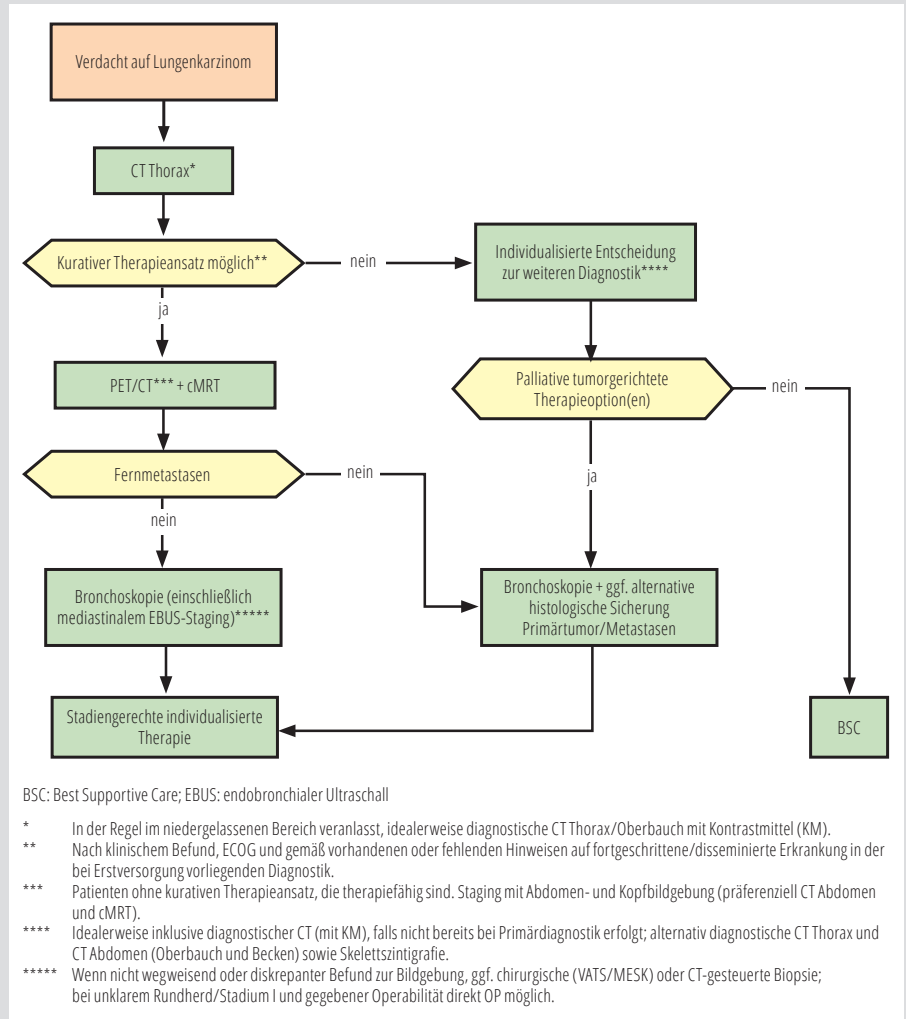 Verdacht auf Lungenkarzinom
CT Thorax*
Kurativer Therapieansatz möglich**
nein
Individualisierte Entscheidung
zur weiteren Diagnostik****
ja
PET/CT*** + cMRT
Palliative tumorgerichtete
Therapieoption(en)
nein
Fernmetastasen
nein
ja
nein
Bronchoskopie (einschließlich
mediastinalem EBUS-Staging)*****
Bronchoskopie + ggf. alternative
histologische Sicherung
Primärtumor/Metastasen
Stadiengerechte individualisierte
Therapie
BSC
BSC: Best Supportive Care; EBUS: endobronchialer Ultraschall
* In der Regel im niedergelassenen Bereich veranlasst, idealerweise diagnostische CT Thorax/Oberbauch mit Kontrastmittel (KM).
** Nach klinischem Befund, ECOG und gemäß vorhandenen oder fehlenden Hinweisen auf fortgeschrittene/disseminierte Erkrankung in der
bei Erstversorgung vorliegenden Diagnostik.
*** Patienten ohne kurativen Therapieansatz, die therapiefähig sind. Staging mit Abdomen- und Kopfbildgebung (präferenziell CT Abdomen
und cMRT).
**** Idealerweise inklusive diagnostischer CT (mit KM), falls nicht bereits bei Primärdiagnostik erfolgt; alternativ diagnostische CT Thorax und
CT Abdomen (Oberbauch und Becken) sowie Skelettszintigrafie.
***** Wenn nicht wegweisend oder diskrepanter Befund zur Bildgebung, ggf. chirurgische (VATS/MESK) oder CT-gesteuerte Biopsie;
bei unklarem Rundherd/Stadium I und gegebener Operabilität direkt OP möglich.